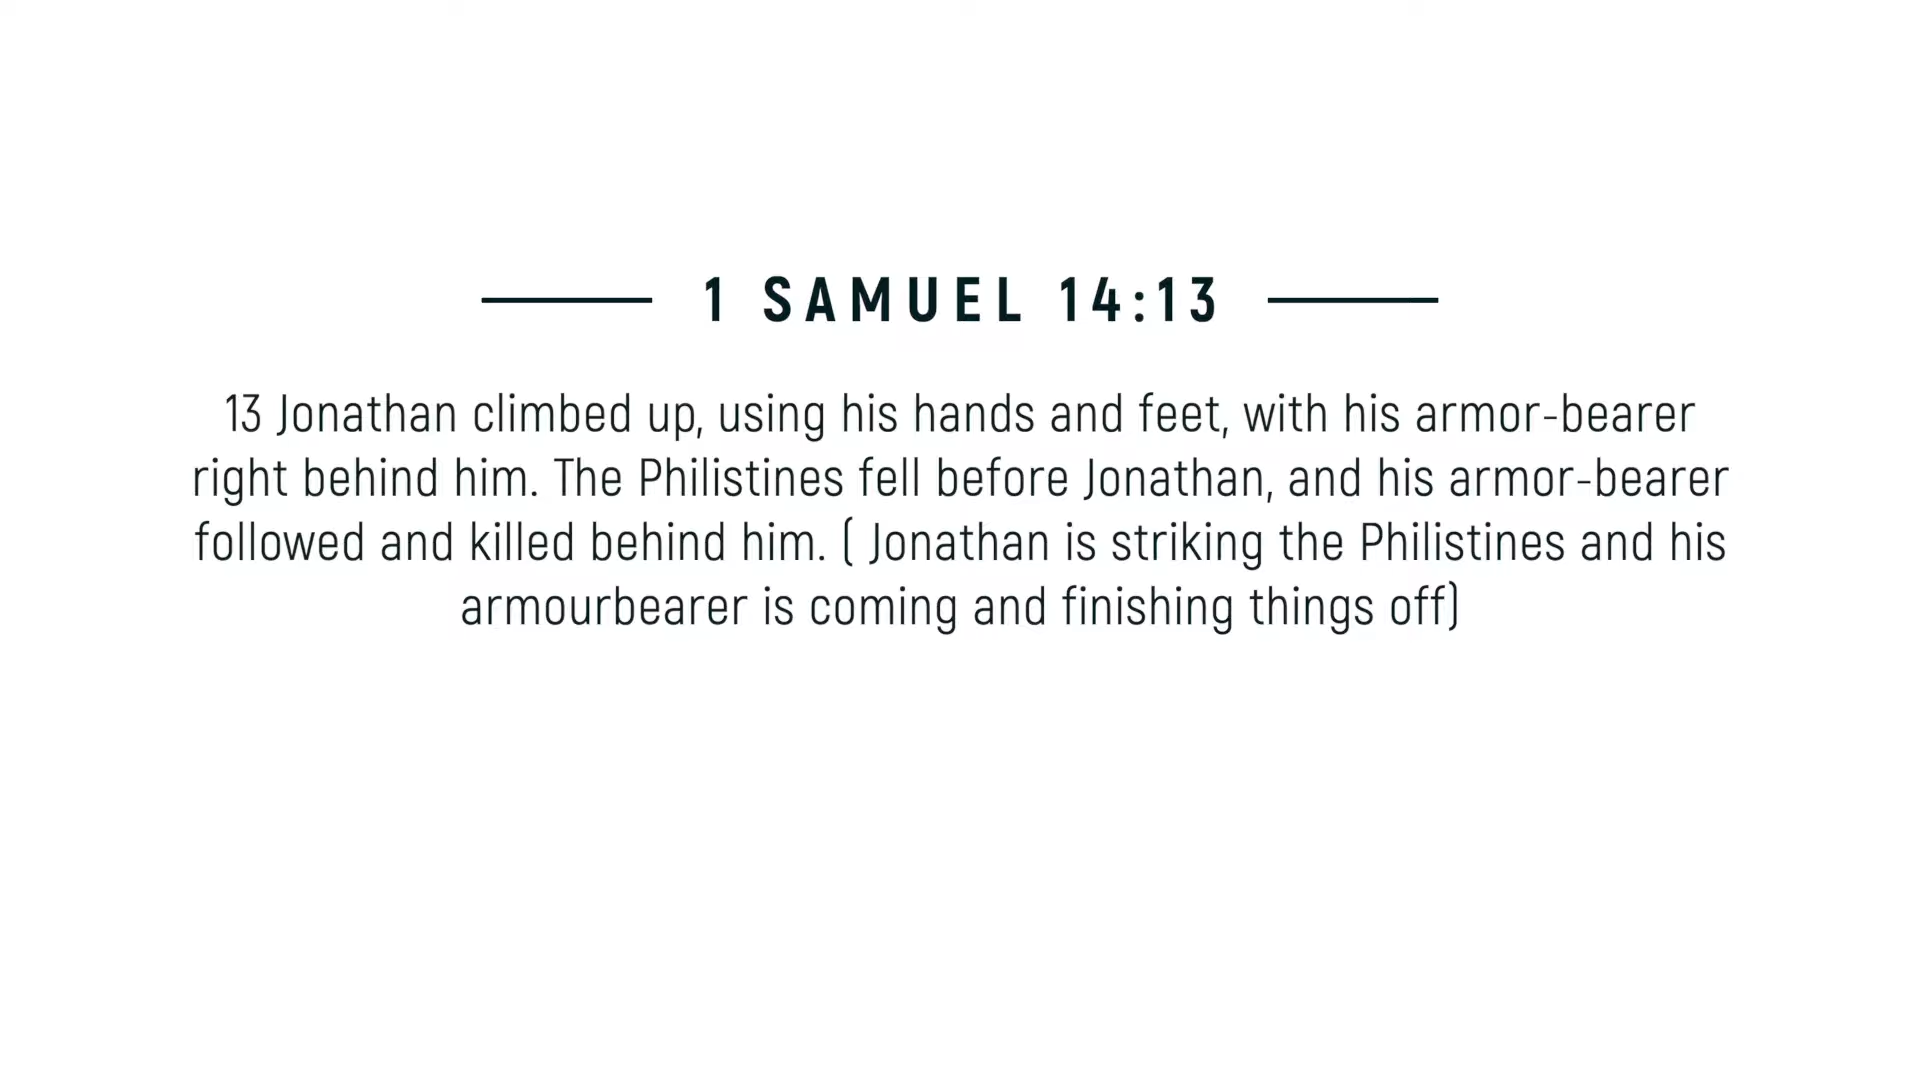 1 SAMUEL 14:13
13 Jonathan climbed up, using his hands and feet, with his armor-bearer
right behind him. The Philistines fell before Jonathan, and his armor-bearer
followed and killed behind him. ( Jonathan is striking the Philistines and his
armourbearer is coming and finishing things off)